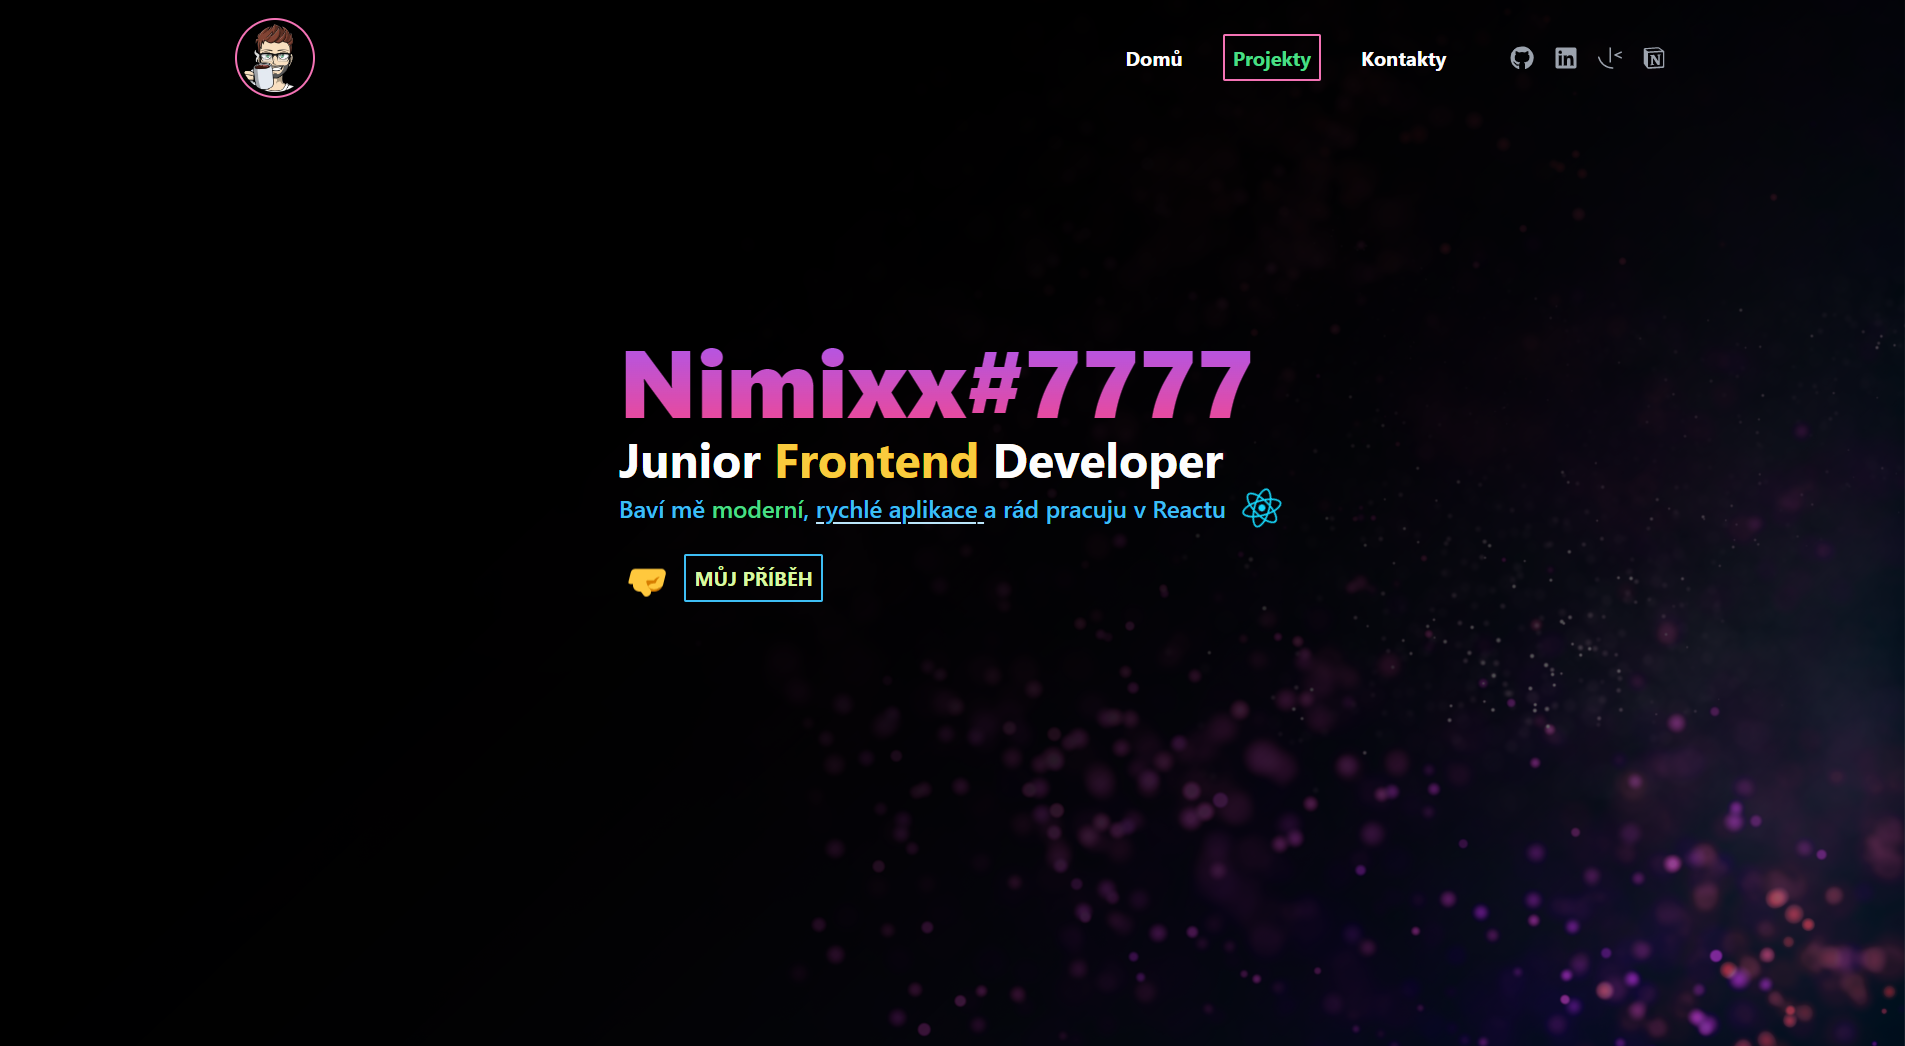 Domů Projekty Kontakty
Nimixx#7777
Junior Frontend Developer
Baví mě moderní, rychlé aplikace a rád pracuju v Reactu
MŮJ PŘÍBĚH